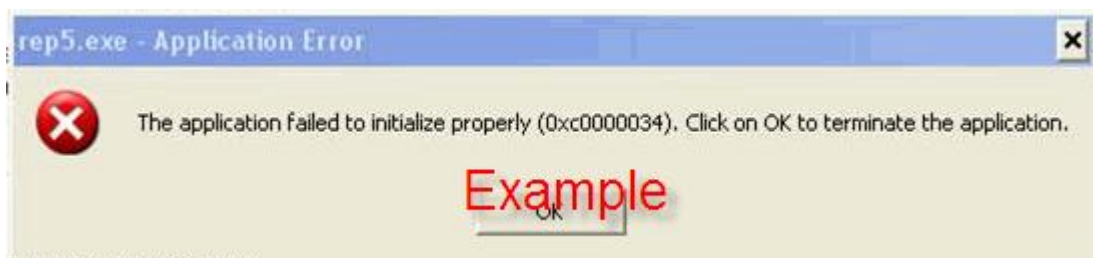 rep5.exe - Application Error
The application failed to initialize properly (0xc0000034). Click on OK to terminate the application.
Example
OK